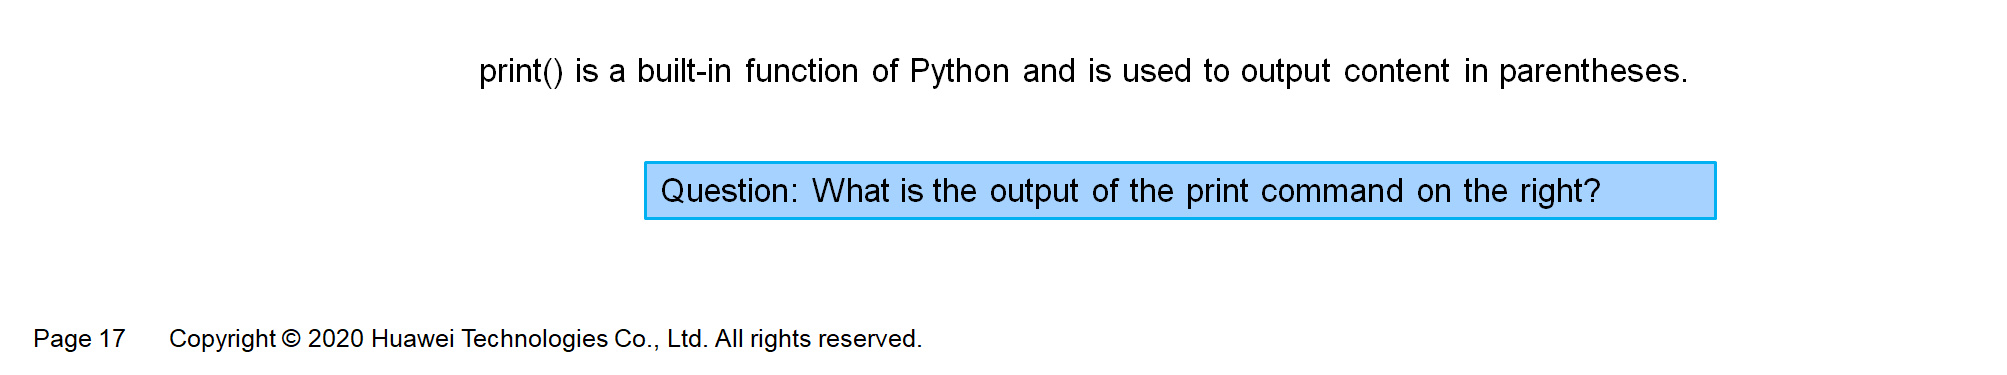 print() is a built-in function of Python and is used to output content in parentheses.
Question: What is the output of the print command on the right?
Page 17 Copyright © 2020 Huawei Technologies Co., Ltd. All rights reserved.